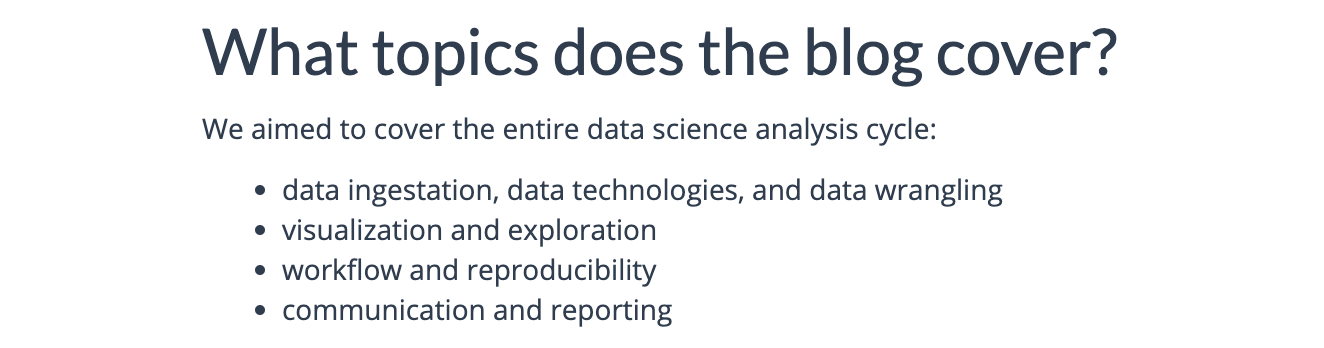 What topics does the blog cover?
We aimed to cover the entire data science analysis cycle:
• data ingestation, data technologies, and data wrangling
• visualization and exploration
• workflow and reproducibility
• communication and reporting